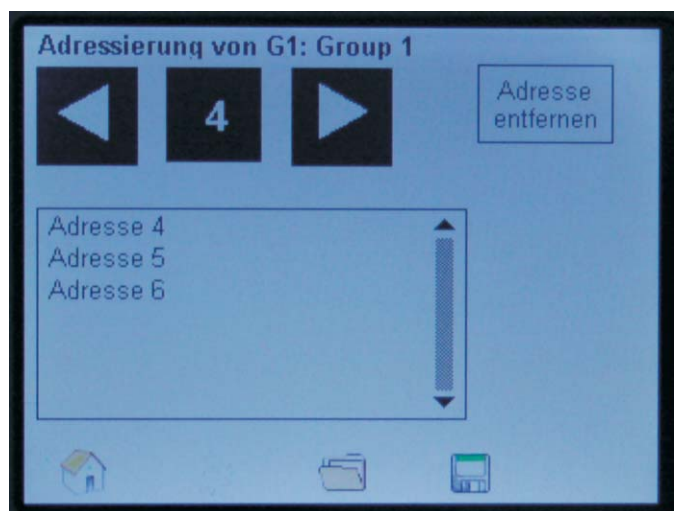 Adressierung von G1: Group 1
4
Adresse
entfernen
Adresse 4
Adresse 5
Adresse 6